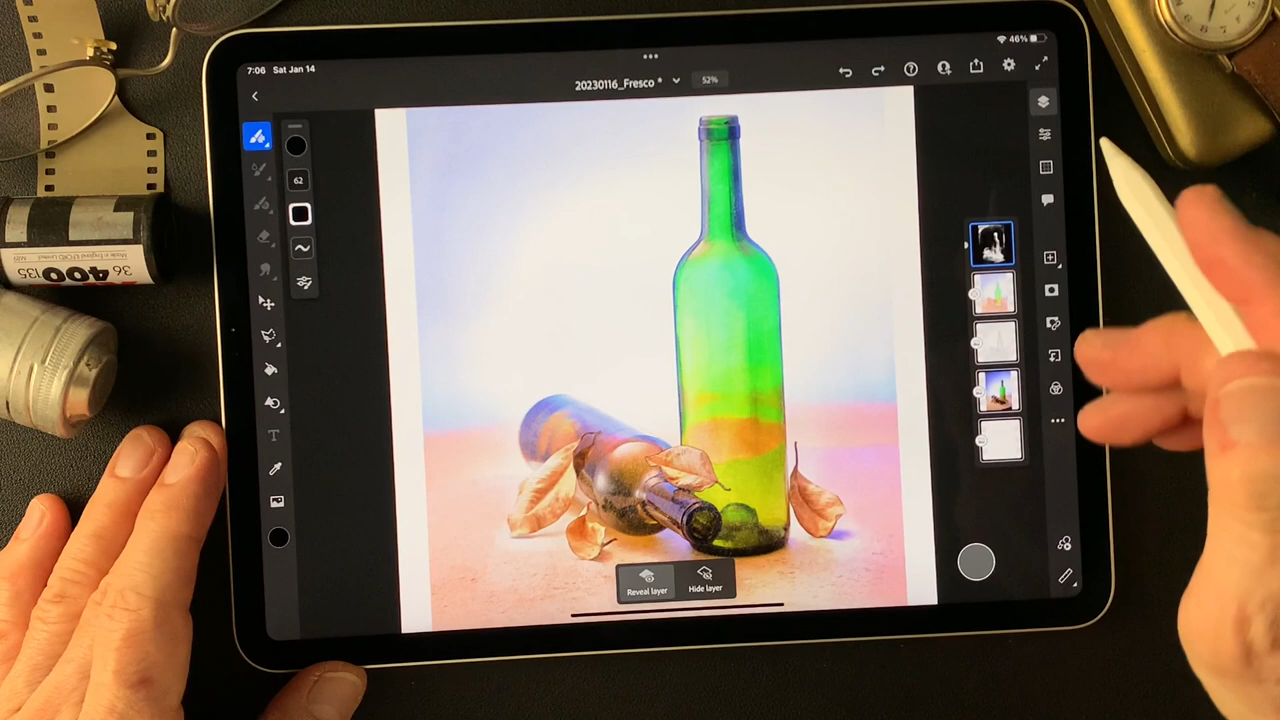 7:06 Sat Jan 14
46%
20230116_Fresco *
52%
62
T
Reveal layer
Hide layer
36 400 135